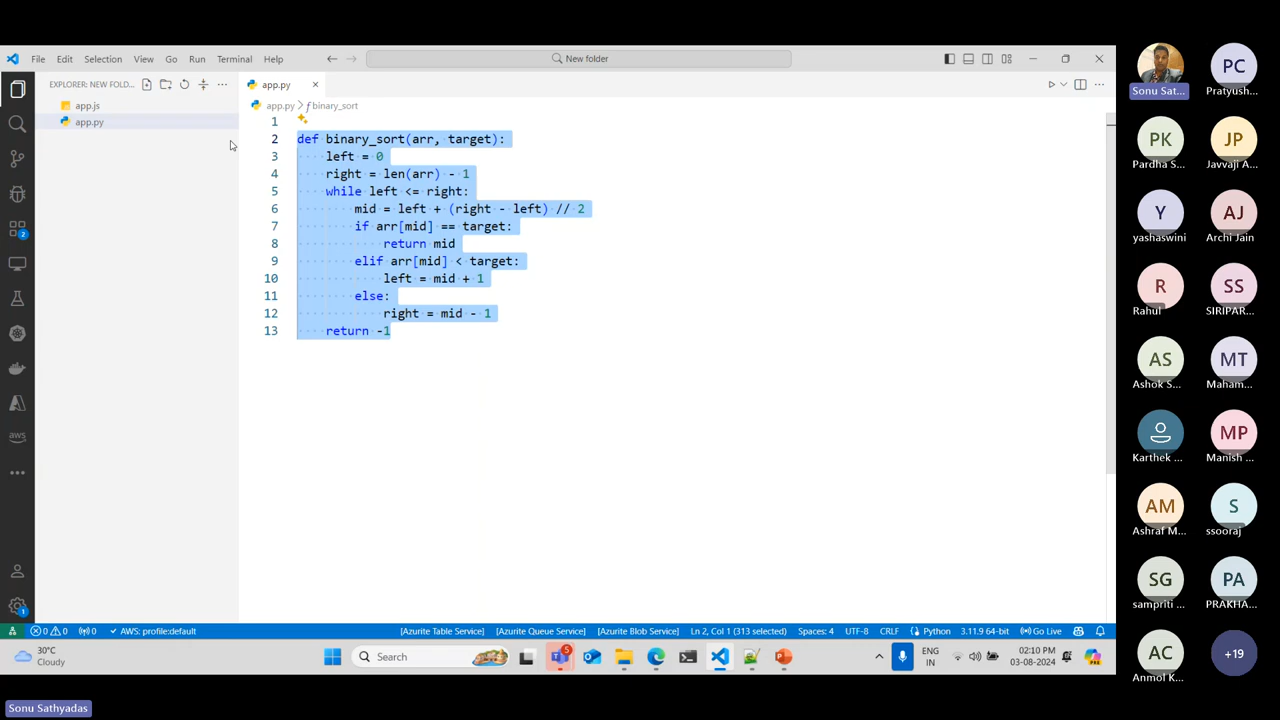 File Edit Selection View Go Run Terminal Help
New folder
EXPLORER: NEW FOLD...
app.js
app.py
app.py
app.py > binary_sort
1
2 def binary_sort(arr, target):
3 left = 0
4 right = len(arr) - 1
5 while left <= right:
6 mid = left + (right - left) // 2
7 if arr[mid] == target:
8 return mid
9 elif arr[mid] < target:
10 left = mid + 1
11 else:
12 right = mid - 1
13 return -1
2
aws
1
0 0 0 AWS: profile:default [Azurite Table Service] [Azurite Queue Service] [Azurite Blob Service] Ln 2, Col 1 (313 selected) Spaces: 4 UTF-8 CRLF Python 3.11.9 64-bit Go Live
30°C
Cloudy
Search
5
ENG
IN
02:10 PM
03-08-2024
Sonu Sat...
PC
Pratyush...
PK
Pardha S...
JP
Javvaji A...
Y
yashaswini
AJ
Archi Jain
R
Rahul
SS
SIRIPAR...
AS
Ashok S...
MT
Maham...
Karthek ...
MP
Manish ...
AM
Ashraf M...
S
ssooraj
SG
sampriti ...
PA
PRAKHA...
AC
Anmol K...
+19
Sonu Sathyadas